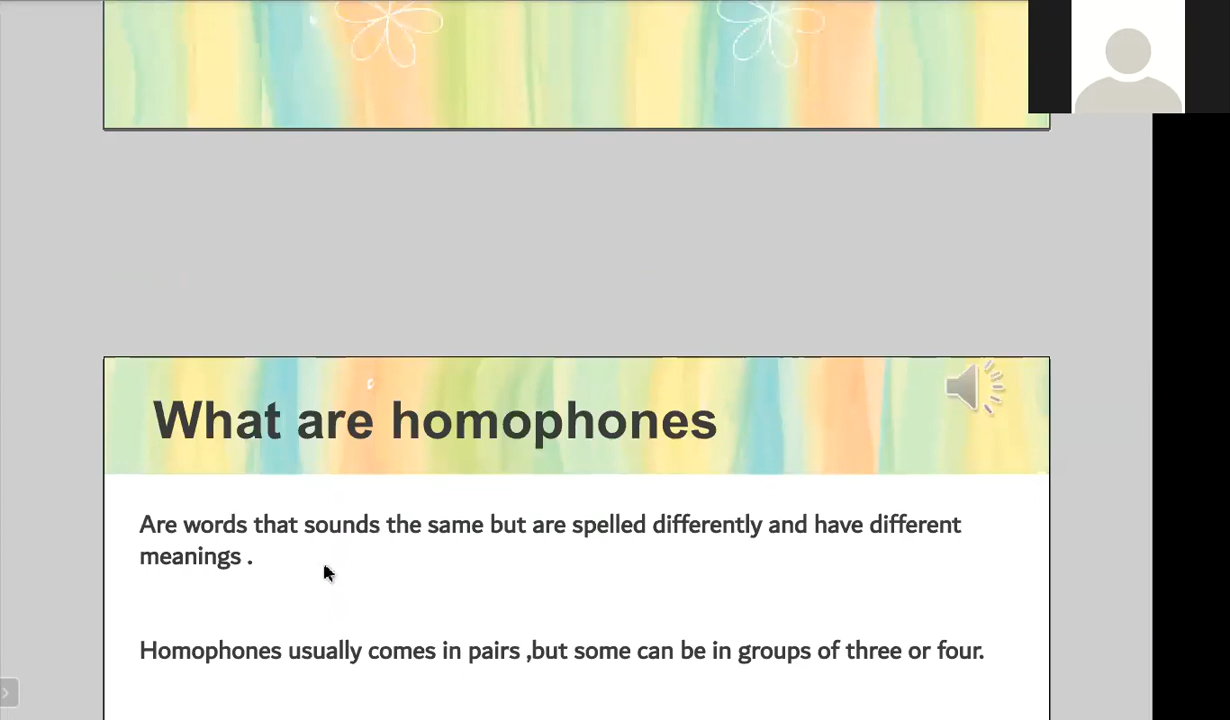 What are homophones
Are words that sounds the same but are spelled differently and have different
meanings .
Homophones usually comes in pairs ,but some can be in groups of three or four.